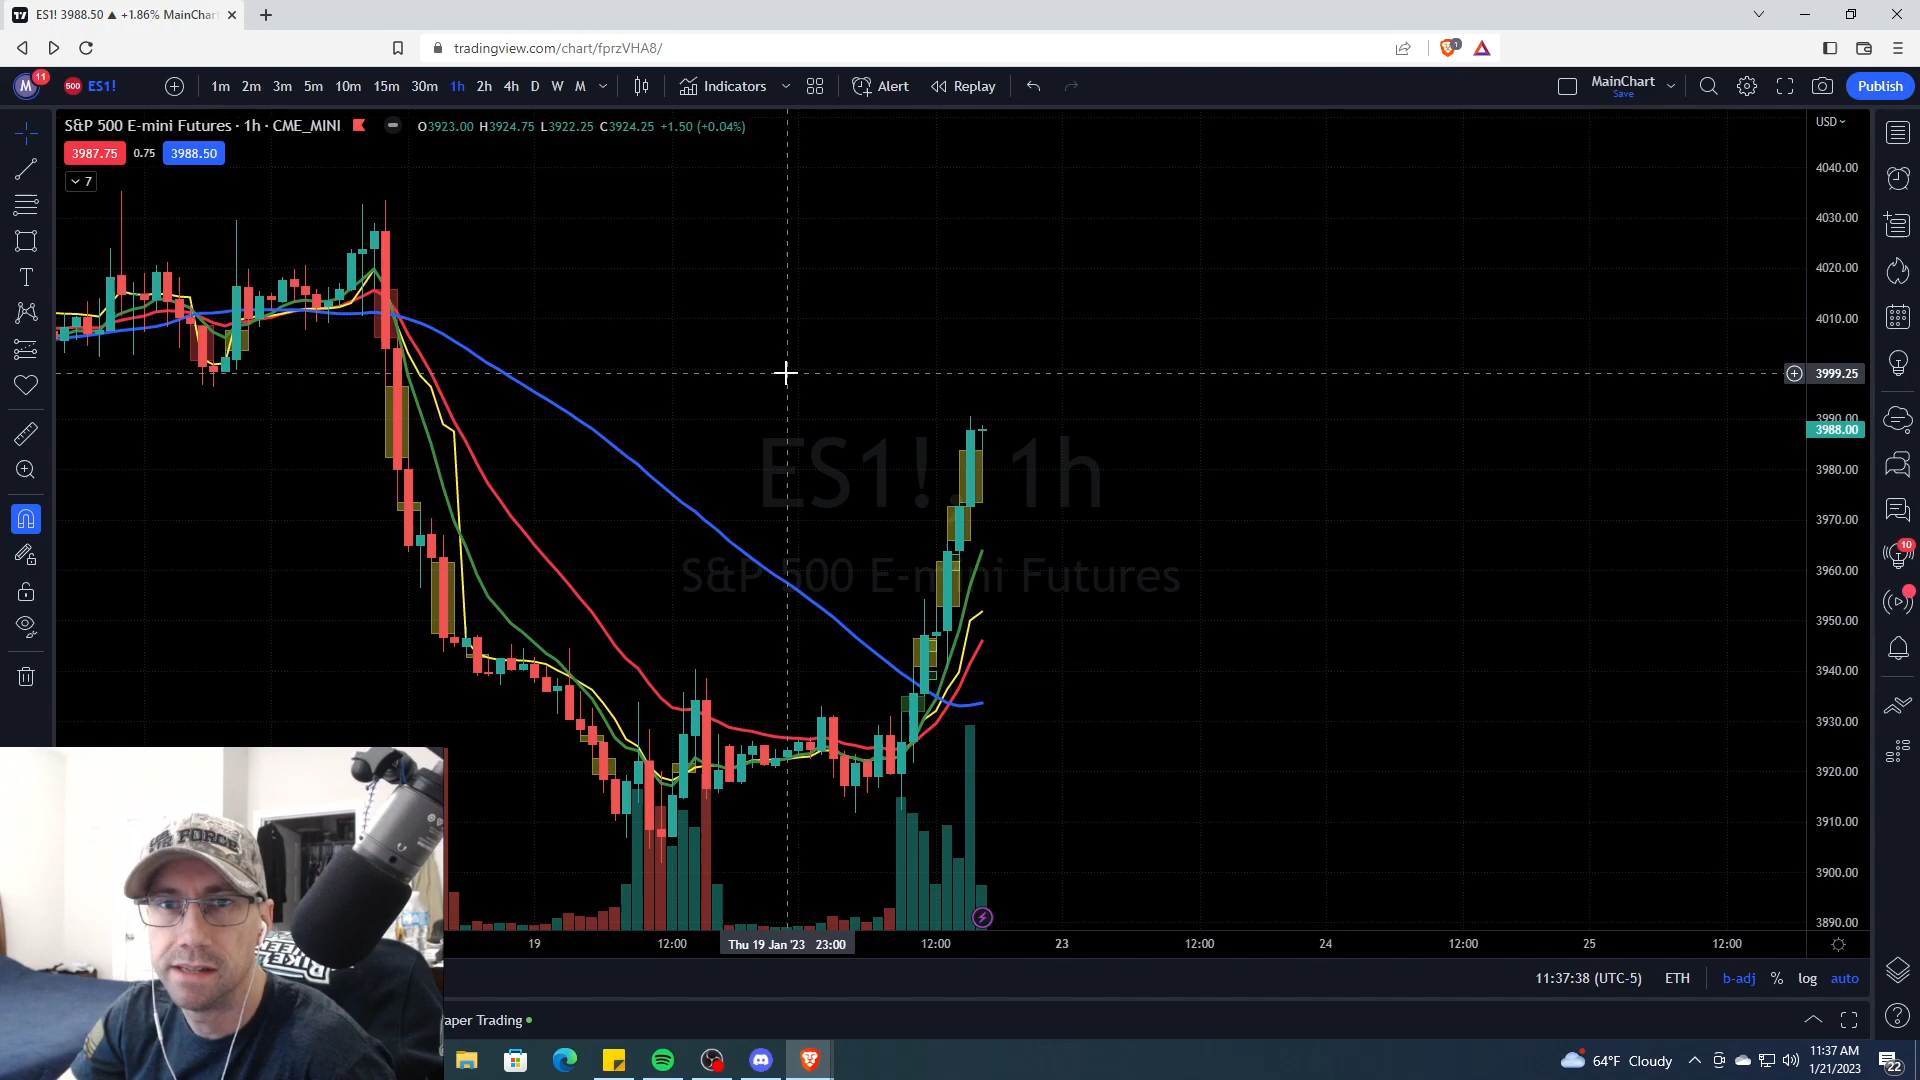 ES1! 3988.50 ▲ +1.86% MainChar
tradingview.com/chart/fprzVHA8/
1
M
11
500
ES1!
1m 2m 3m 5m 10m 15m 30m 1h 2h 4h D W M
Indicators
Alert
Replay
MainChart
Save
Publish
S&P 500 E-mini Futures · 1h · CME_MINI
O3923.00 H3924.75 L3922.25 C3924.25 +1.50 (+0.04%)
USD
3987.75
0.75
3988.50
7
4040.00
4030.00
4020.00
4010.00
3999.25
3990.00
3988.00
3980.00
3970.00
3960.00
3950.00
3940.00
3930.00
3920.00
3910.00
3900.00
3890.00
ES1!, 1h
S&P 500 E-mini Futures
10
19
12:00
Thu 19 Jan '23 23:00
12:00
23
12:00
24
12:00
25
12:00
11:37:38 (UTC-5)
ETH
b-adj
%
log
auto
aper Trading
FORCE
64°F Cloudy
11:37 AM
1/21/2023
22